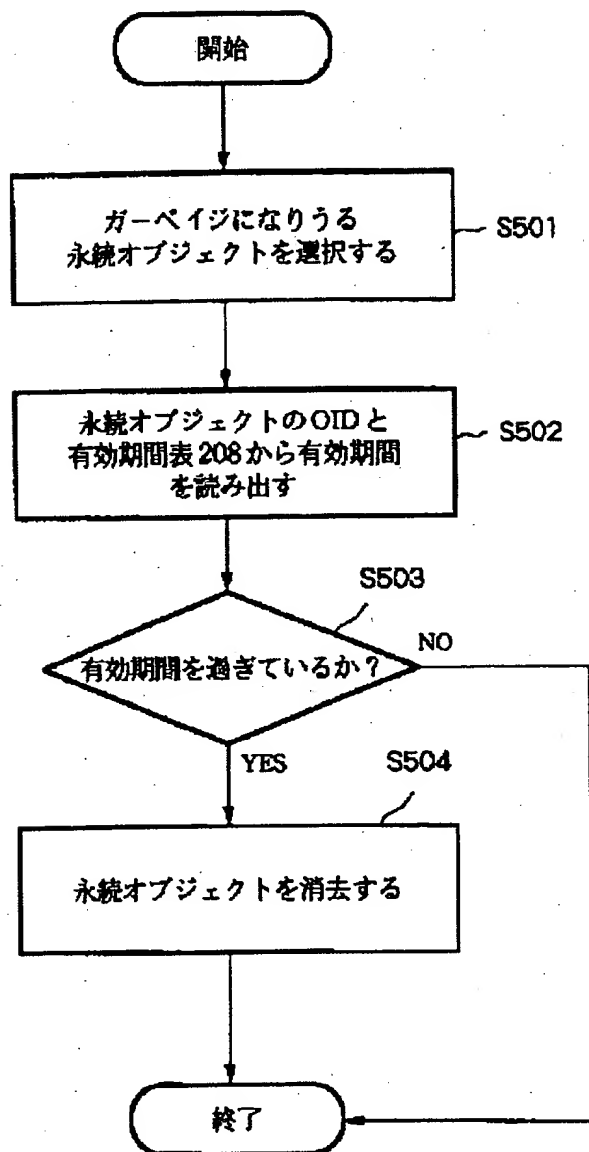 開始
ガーベイジになりうる
永続オブジェクトを選択する
S501
永続オブジェクトのOIDと
有効期間表208から有効期間
を読み出す
S502
S503
有効期間を過ぎているか?
NO
YES
S504
永続オブジェクトを消去する
終了